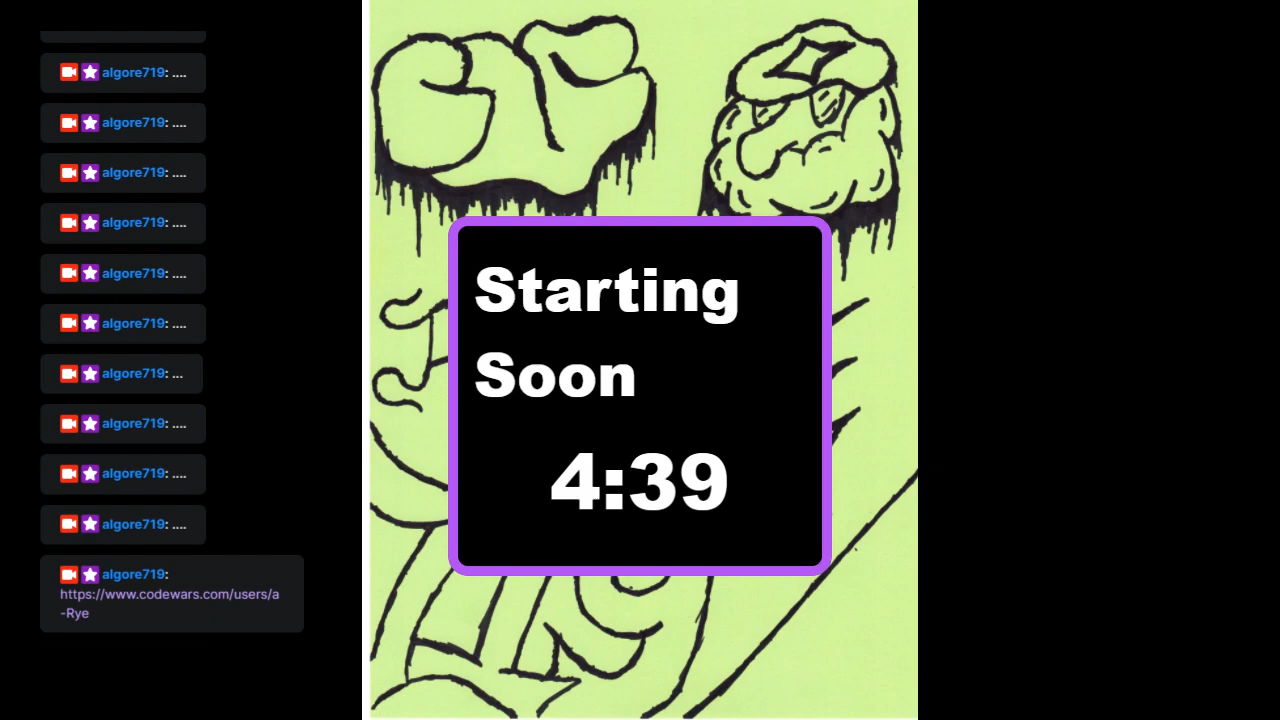 algore719: ....
algore719: ....
algore719: ....
algore719: ....
algore719: ....
algore719: ....
algore719: ...
algore719: ....
algore719: ....
algore719: ....
algore719:
https://www.codewars.com/users/a
-Rye
Starting
Soon
4:39